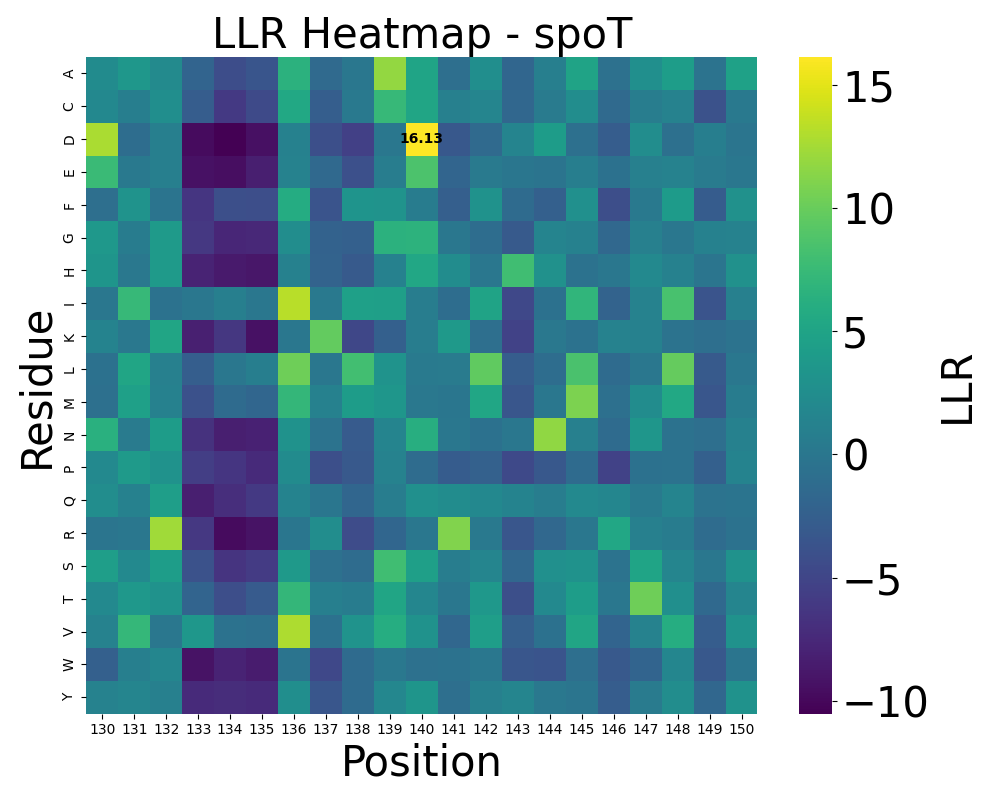 LLR Heatmap - spoT
Residue
A
C
D
E
F
G
H
I
K
L
M
N
P
Q
R
S
T
V
W
Y
16.13
130 131 132 133 134 135 136 137 138 139 140 141 142 143 144 145 146 147 148 149 150
Position
15
10
5
0
−5
−10
LLR